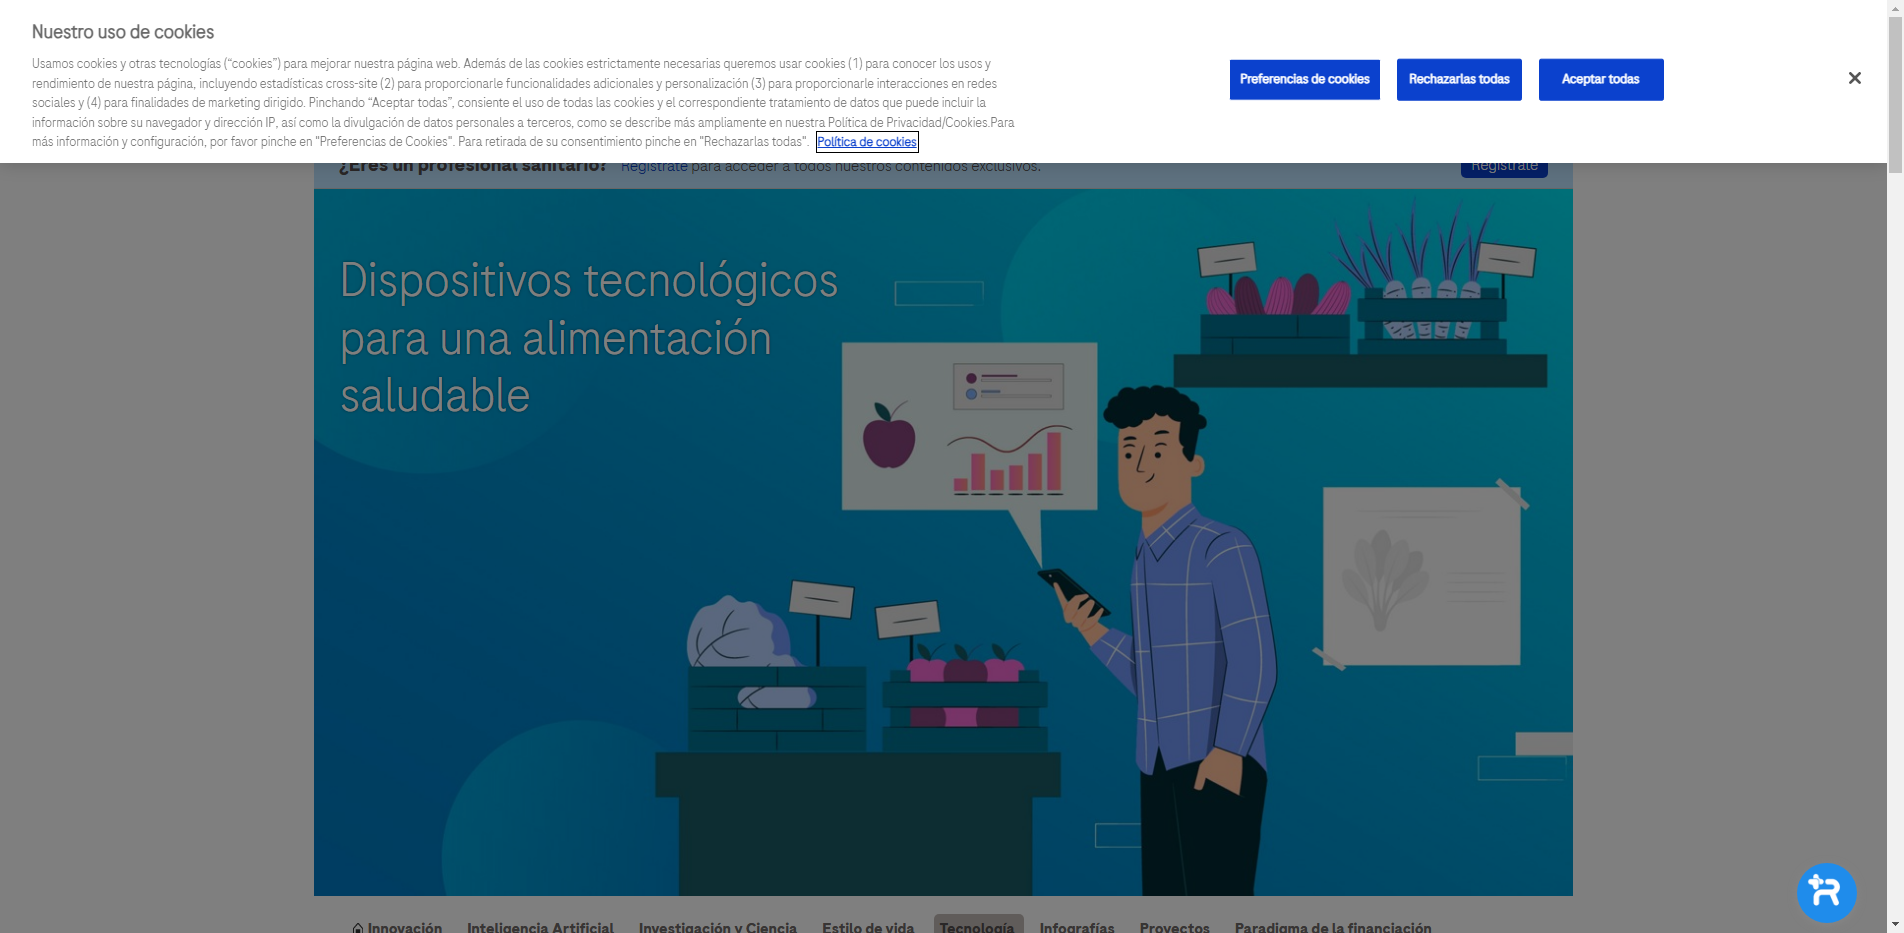 Nuestro uso de cookies
Usamos cookies y otras tecnologías (“cookies”) para mejorar nuestra página web. Además de las cookies estrictamente necesarias queremos usar cookies (1) para conocer los usos y
rendimiento de nuestra página, incluyendo estadísticas cross-site (2) para proporcionarle funcionalidades adicionales y personalización (3) para proporcionarle interacciones en redes
sociales y (4) para finalidades de marketing dirigido. Pinchando “Aceptar todas”, consiente el uso de todas las cookies y el correspondiente tratamiento de datos que puede incluir la
información sobre su navegador y dirección IP, así como la divulgación de datos personales a terceros, como se describe más ampliamente en nuestra Política de Privacidad/Cookies.Para
más información y configuración, por favor pinche en "Preferencias de Cookies". Para retirada de su consentimiento pinche en "Rechazarlas todas". Política de cookies
Preferencias de cookies Rechazarlas todas Aceptar todas
¿Eres un profesional sanitario? Regístrate para acceder a todos nuestros contenidos exclusivos. Regístrate
Dispositivos tecnológicos
para una alimentación
saludable
Innovación Inteligencia Artificial Investigación y Ciencia Estilo de vida Tecnología Infografías Proyectos Paradigma de la financiación